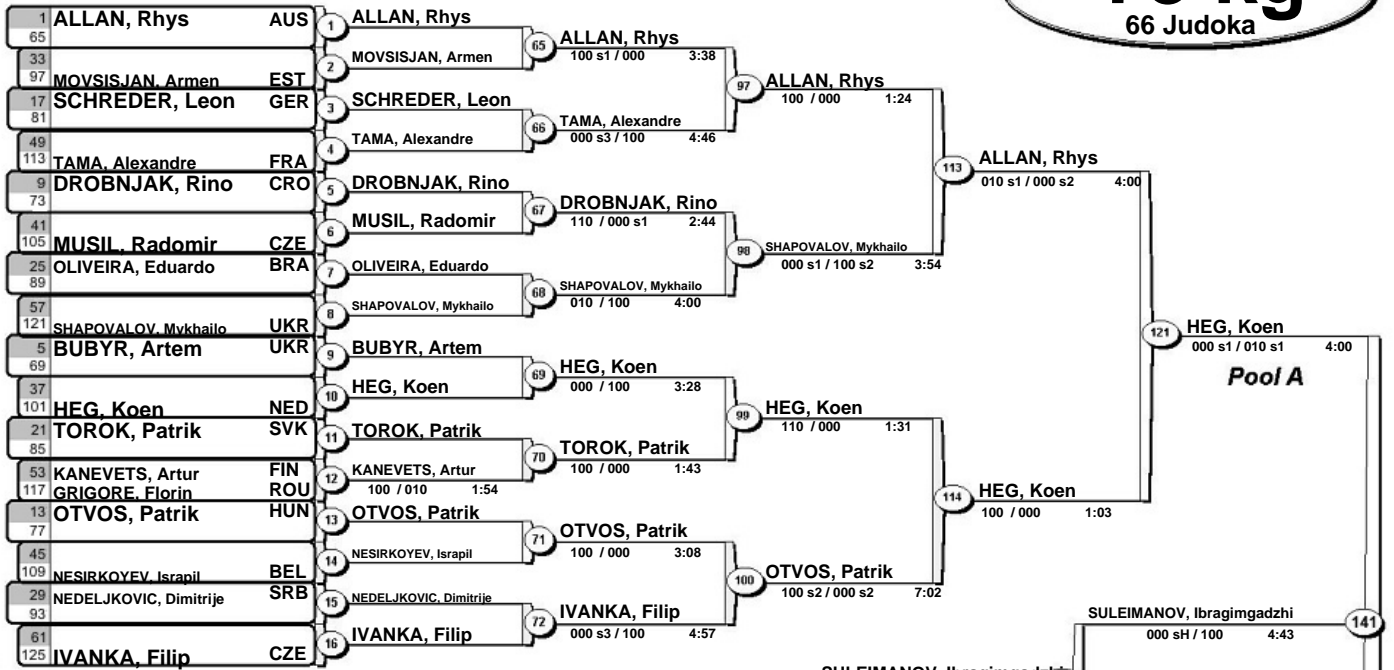 66 Judoka
1 ALLAN, Rhys AUS
65
33
97 MOVSISJAN, Armen EST
17 SCHREDER, Leon GER
81
49
113 TAMA, Alexandre FRA
9 DROBNJAK, Rino CRO
73
41
105 MUSIL, Radomir CZE
25 OLIVEIRA, Eduardo BRA
89
57
121 SHAPOVALOV, Mykhailo UKR
5 BUBYR, Artem UKR
69
37
101 HEG, Koen NED
21 TOROK, Patrik SVK
85
53 KANEVETS, Artur FIN
117 GRIGORE, Florin ROU
13 OTVOS, Patrik HUN
77
45
109 NESIRKOYEV, Israpil BEL
29 NEDELJKOVIC, Dimitrije SRB
93
61
125 IVANKA, Filip CZE
1 ALLAN, Rhys
2 MOVSISJAN, Armen
3 SCHREDER, Leon
4 TAMA, Alexandre
5 DROBNJAK, Rino
6 MUSIL, Radomir
7 OLIVEIRA, Eduardo
8 SHAPOVALOV, Mykhailo
9 BUBYR, Artem
10 HEG, Koen
11 TOROK, Patrik
12 KANEVETS, Artur
100 / 010 1:54
13 OTVOS, Patrik
14 NESIRKOYEV, Israpil
15 NEDELJKOVIC, Dimitrije
16 IVANKA, Filip
65 ALLAN, Rhys
100 s1 / 000 3:38
66 TAMA, Alexandre
000 s3 / 100 4:46
67 DROBNJAK, Rino
110 / 000 s1 2:44
68 SHAPOVALOV, Mykhailo
010 / 100 4:00
69 HEG, Koen
000 / 100 3:28
70 TOROK, Patrik
100 / 000 1:43
71 OTVOS, Patrik
100 / 000 3:08
72 IVANKA, Filip
000 s3 / 100 4:57
97 ALLAN, Rhys
100 / 000 1:24
98 SHAPOVALOV, Mykhailo
000 s1 / 100 s2 3:54
99 HEG, Koen
110 / 000 1:31
100 OTVOS, Patrik
100 s2 / 000 s2 7:02
113 ALLAN, Rhys
010 s1 / 000 s2 4:00
114 HEG, Koen
100 / 000 1:03
121 HEG, Koen
000 s1 / 010 s1 4:00
Pool A
SULEIMANOV, Ibragimgadzhi
000 sH / 100 4:43
141